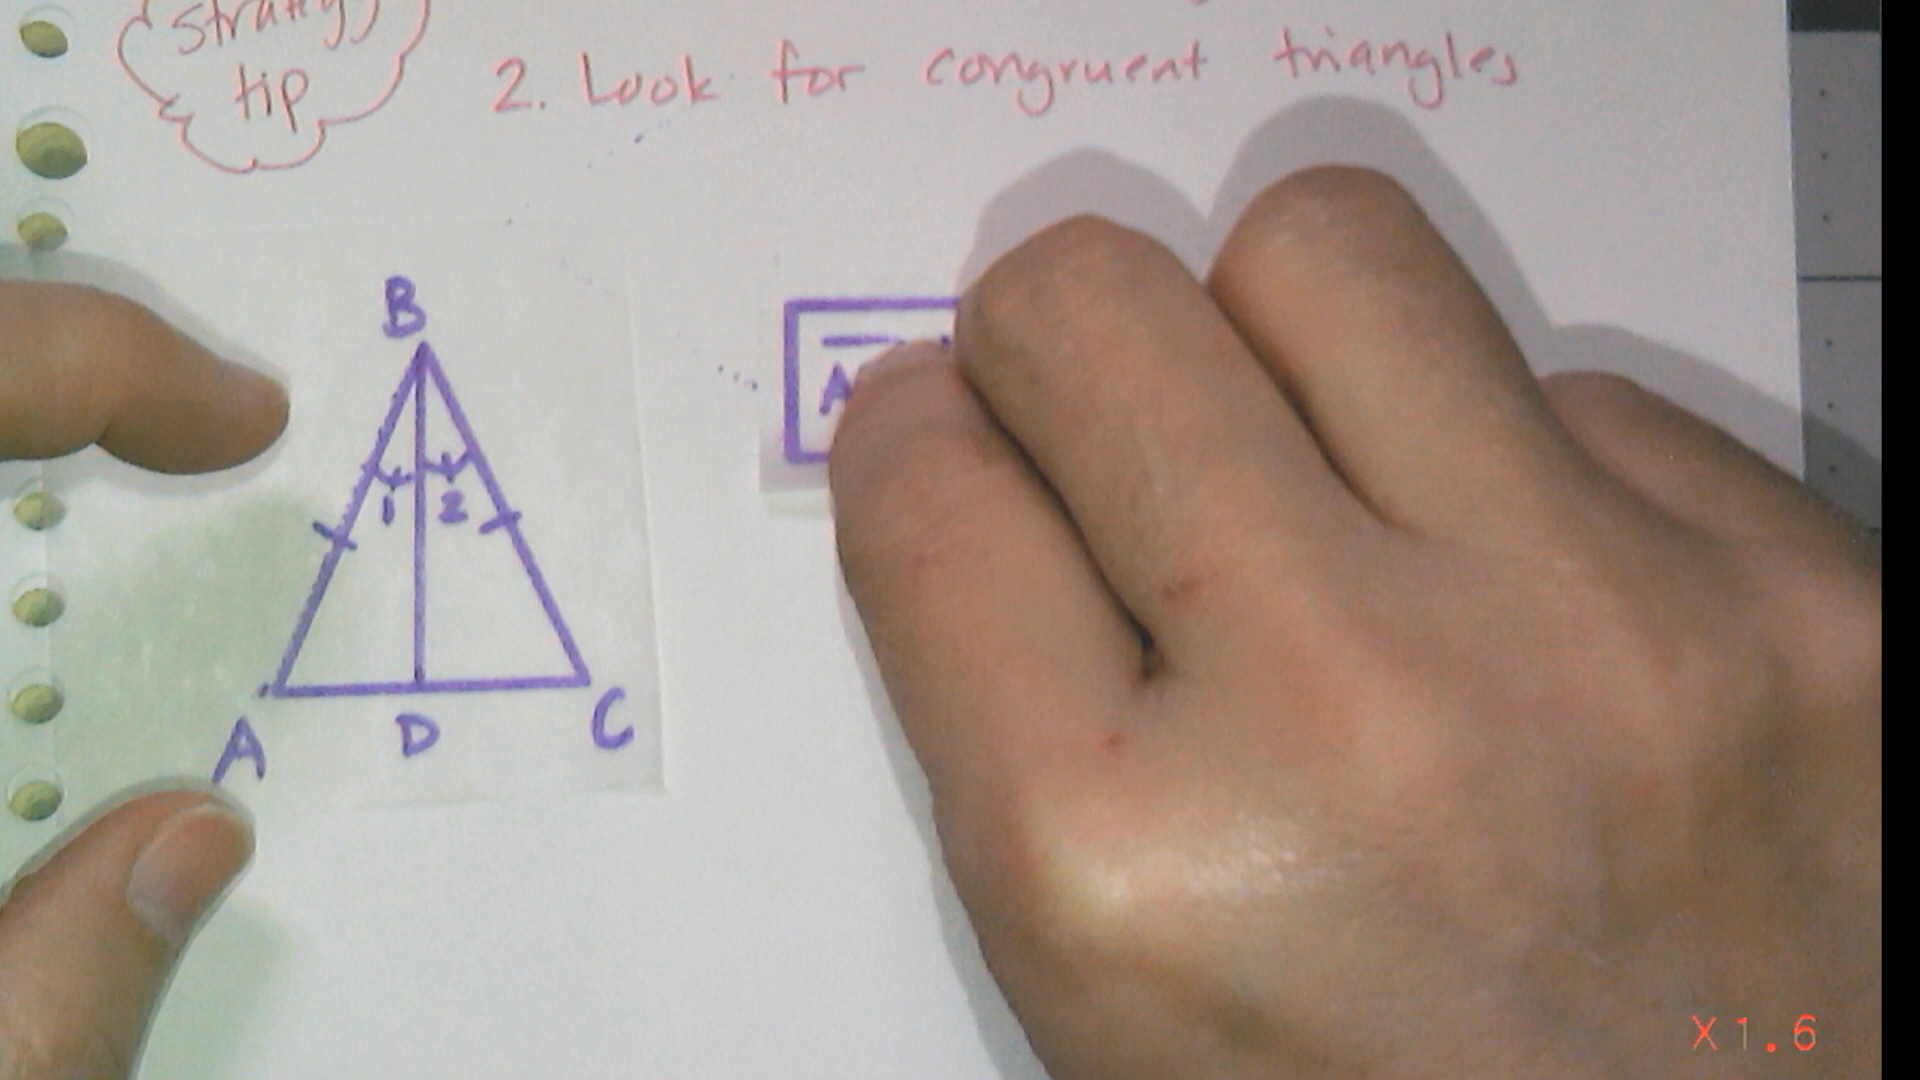 strategy
tip
2. Look for congruent triangles
B
1 2
A D C
A
X1.6